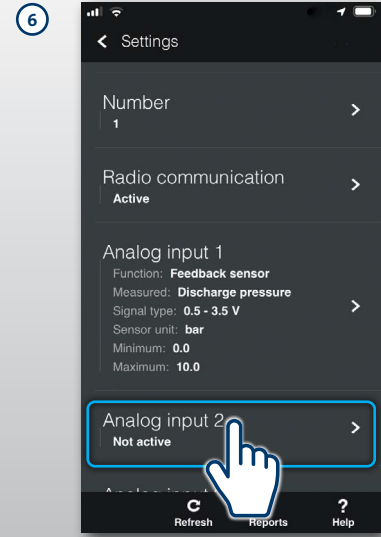 6
Settings
Number
1
Radio communication
Active
Analog input 1
Function: Feedback sensor
Measured: Discharge pressure
Signal type: 0.5 - 3.5 V
Sensor unit: bar
Minimum: 0.0
Maximum: 10.0
Analog input 2
Not active
Analog input
Refresh Reports Help